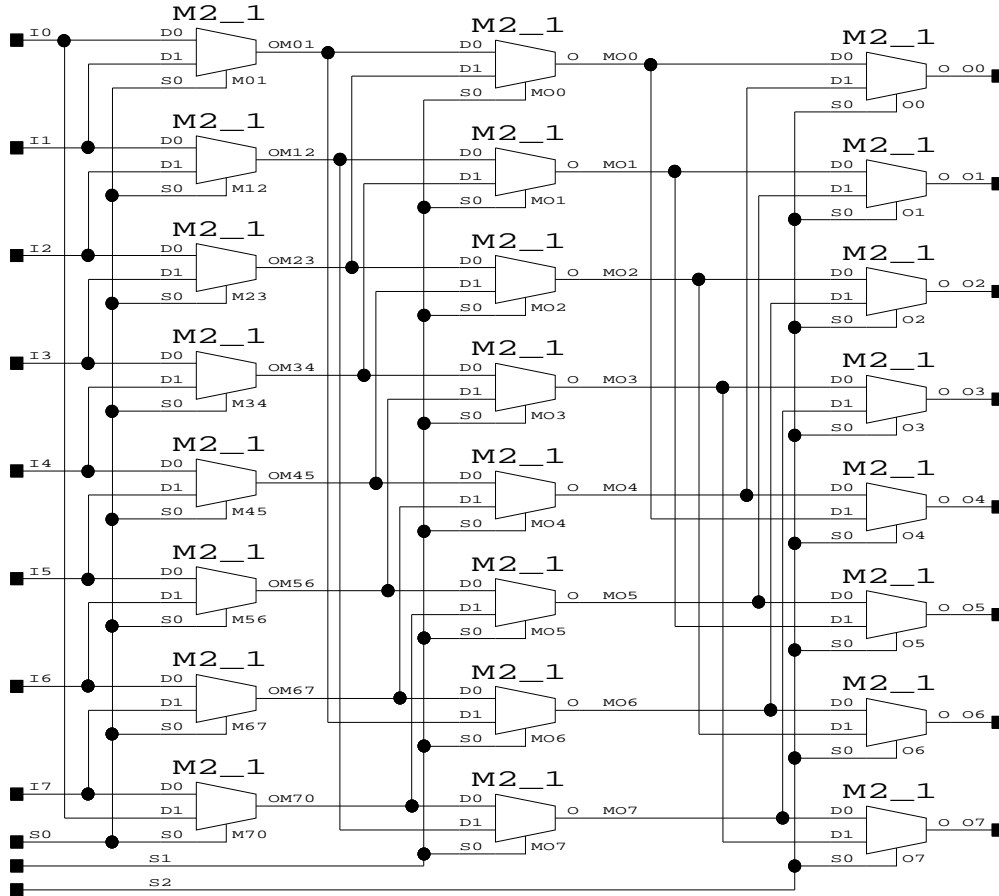 M2_1 M2_1 M2_1
I0 D0 OM01 D0 O MO0 D0 O O0
D1 D1 D1
S0 M01 S0 MO0 S0 O0
M2_1 M2_1 M2_1
I1 D0 OM12 D0 O MO1 D0 O O1
D1 D1 D1
S0 M12 S0 MO1 S0 O1
M2_1 M2_1 M2_1
I2 D0 OM23 D0 O MO2 D0 O O2
D1 D1 D1
S0 M23 S0 MO2 S0 O2
M2_1 M2_1 M2_1
I3 D0 OM34 D0 O MO3 D0 O O3
D1 D1 D1
S0 M34 S0 MO3 S0 O3
M2_1 M2_1 M2_1
I4 D0 OM45 D0 O MO4 D0 O O4
D1 D1 D1
S0 M45 S0 MO4 S0 O4
M2_1 M2_1 M2_1
I5 D0 OM56 D0 O MO5 D0 O O5
D1 D1 D1
S0 M56 S0 MO5 S0 O5
M2_1 M2_1 M2_1
I6 D0 OM67 D0 O MO6 D0 O O6
D1 D1 D1
S0 M67 S0 MO6 S0 O6
M2_1 M2_1 M2_1
I7 D0 OM70 D0 O MO7 D0 O O7
D1 D1 D1
S0 S0 M70 S0 MO7 S0 O7
S1
S2